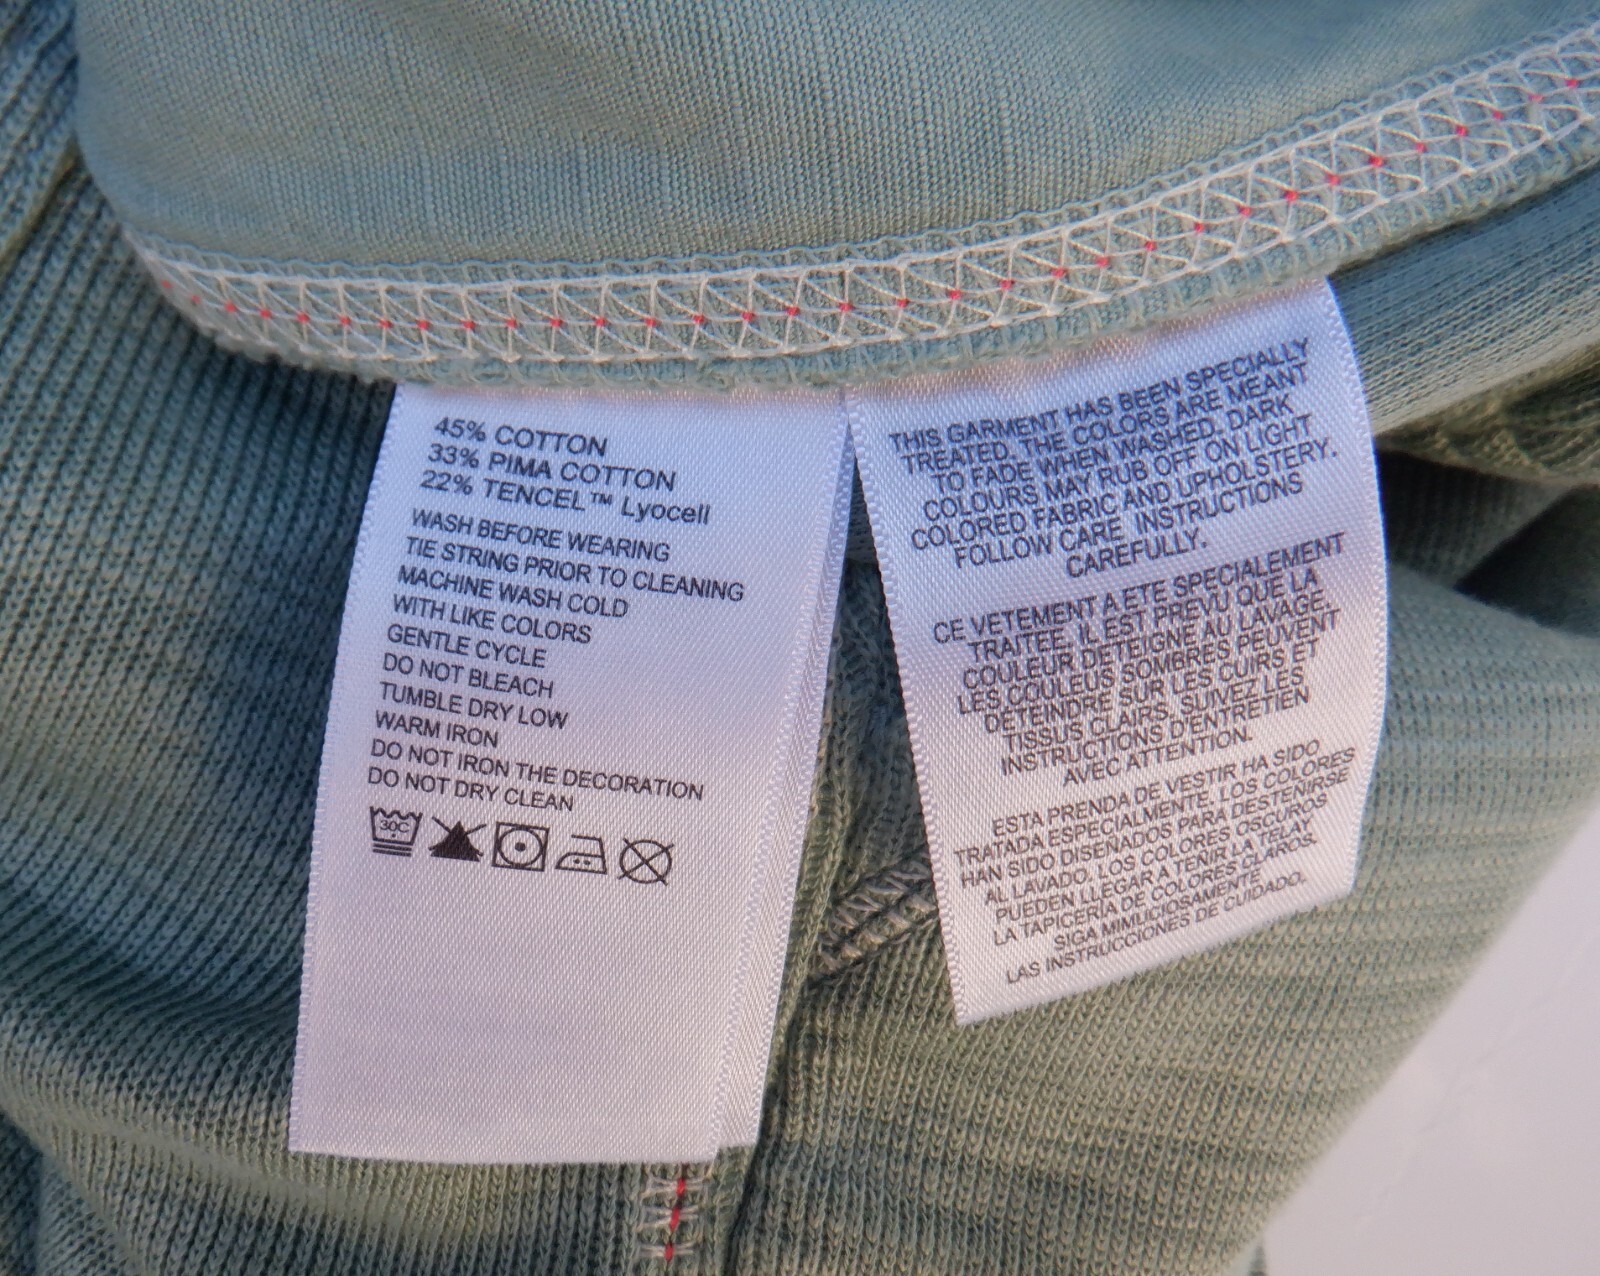 45% COTTON
33% PIMA COTTON
22% TENCEL™ Lyocell
WASH BEFORE WEARING
TIE STRING PRIOR TO CLEANING
MACHINE WASH COLD
WITH LIKE COLORS
GENTLE CYCLE
DO NOT BLEACH
TUMBLE DRY LOW
WARM IRON
DO NOT IRON THE DECORATION
DO NOT DRY CLEAN
30C
THIS GARMENT HAS BEEN SPECIALLY
TREATED. THE COLORS ARE MEANT
TO FADE WHEN WASHED. DARK
COLOURS MAY RUB OFF ON LIGHT
COLORED FABRIC AND UPHOLSTERY.
FOLLOW CARE INSTRUCTIONS
CAREFULLY.
CE VETEMENT A ETE SPECIALEMENT
TRAITEE, IL EST PREVU QUE LA
COULEUR DETEIGNE AU LAVAGE,
LES COULEUS SOMBRES PEUVENT
DÉTEINDRE SUR LES CUIRS ET
TISSUS CLAIRS, SUIVEZ LES
INSTRUCTIONS D'ENTRETIEN
AVEC ATTENTION.
ESTA PRENDA DE VESTIR HA SIDO
TRATADA ESPECIALMENTE. LOS COLORES
HAN SIDO DISEÑADOS PARA DESTEÑIRSE
AL LAVADO. LOS COLORES OSCUROS
PUEDEN LLEGAR A TEÑIR LA TELAY
LA TAPICERÍA DE COLORES CLAROS.
SIGA MIMUCIOSAMENTE
LAS INSTRUCCIONES DE CUIDADO.